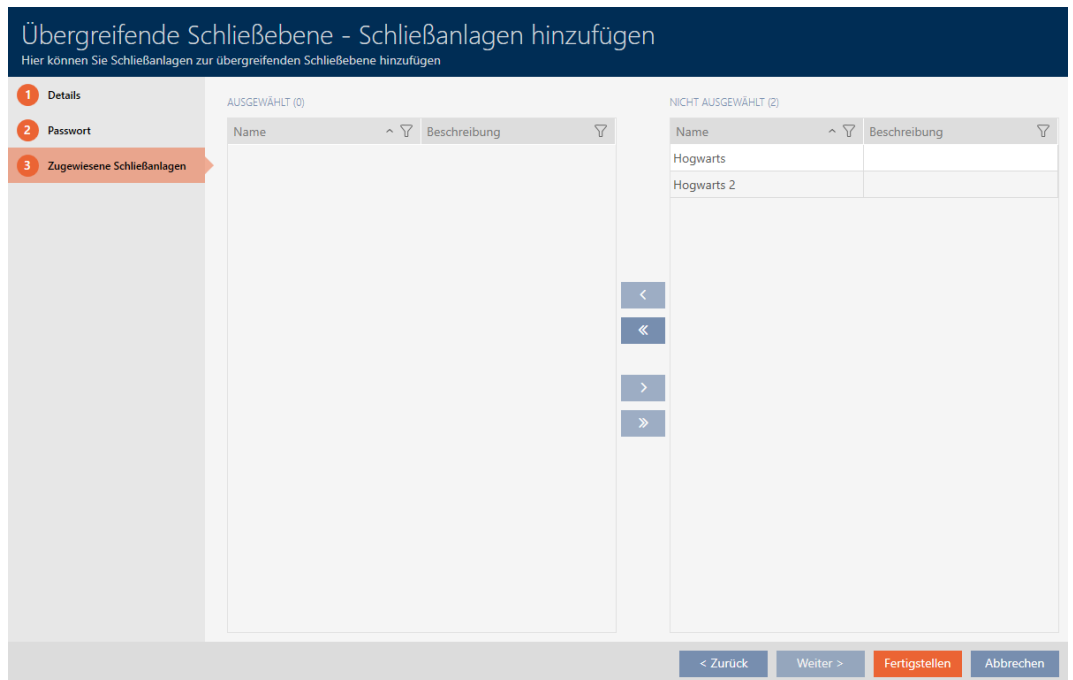 Übergreifende Schließebene - Schließanlagen hinzufügen
Hier können Sie Schließanlagen zur übergreifenden Schließebene hinzufügen
1 Details
2 Passwort
3 Zugewiesene Schließanlagen
AUSGEWÄHLT (0)
Name Beschreibung
NICHT AUSGEWÄHLT (2)
Name Beschreibung
Hogwarts
Hogwarts 2
< Zurück Weiter > Fertigstellen Abbrechen